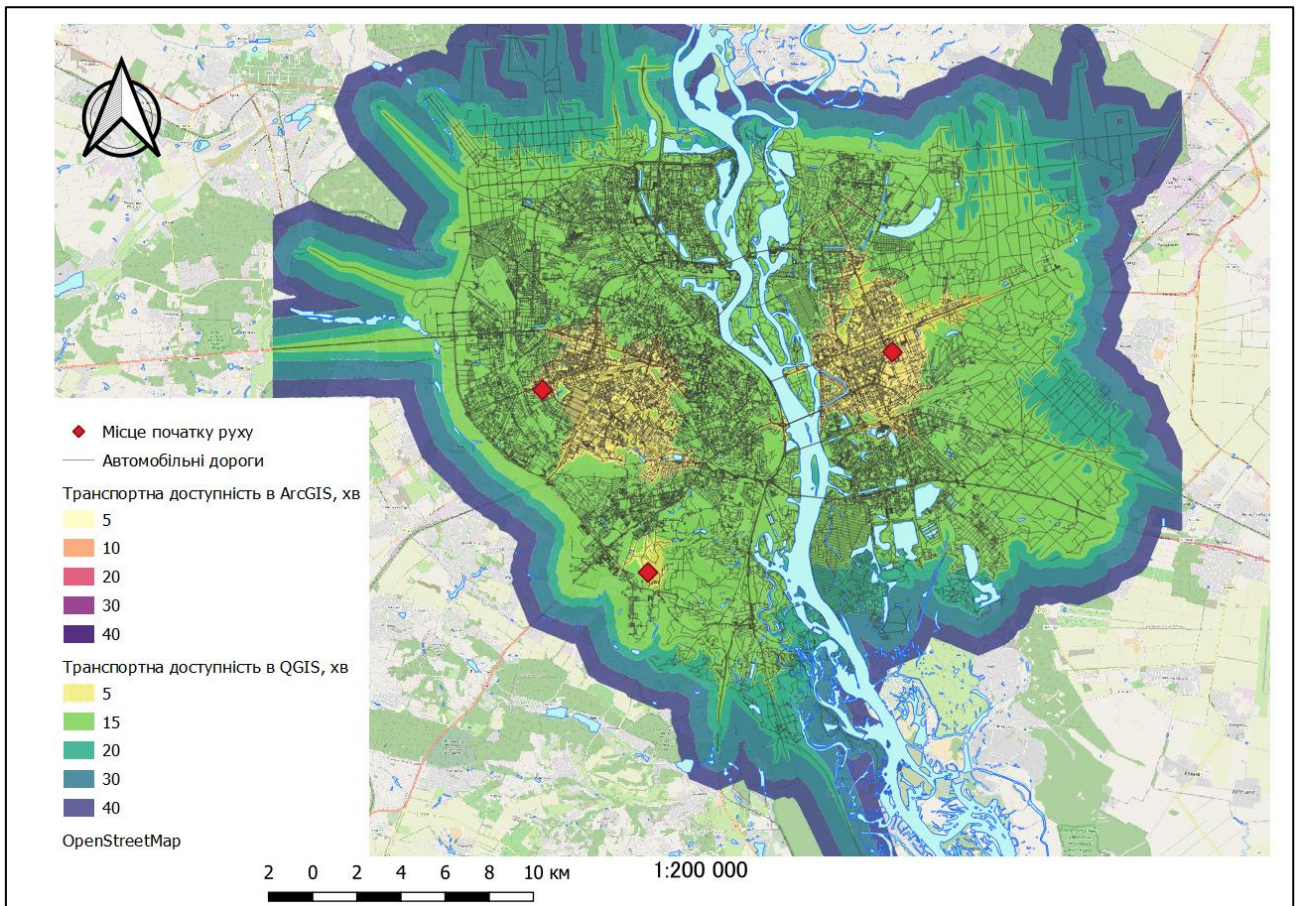 Місце початку руху
Автомобільні дороги
Транспортна доступність в ArcGIS, хв
5
10
20
30
40
Транспортна доступність в QGIS, хв
5
15
20
30
40
OpenStreetMap
2 0 2 4 6 8 10 км
1:200 000